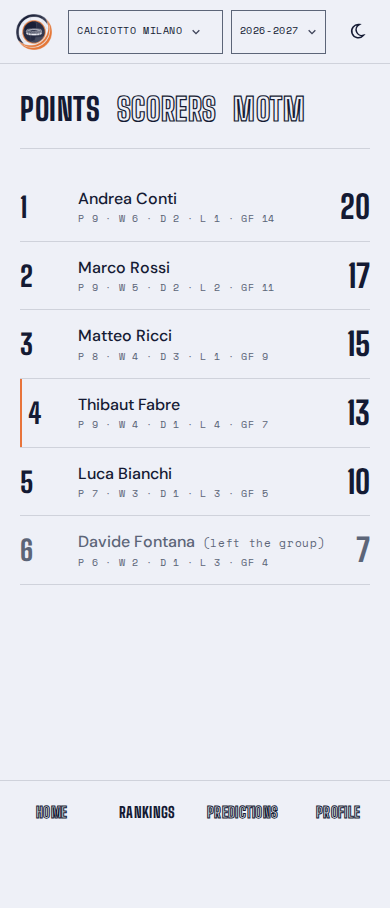 CALCIOTTO MILANO
2026-2027
POINTS SCORERS MOTM
1 Andrea Conti 20
P 9 · W 6 · D 2 · L 1 · GF 14
2 Marco Rossi 17
P 9 · W 5 · D 2 · L 2 · GF 11
3 Matteo Ricci 15
P 8 · W 4 · D 3 · L 1 · GF 9
4 Thibaut Fabre 13
P 9 · W 4 · D 1 · L 4 · GF 7
5 Luca Bianchi 10
P 7 · W 3 · D 1 · L 3 · GF 5
6 Davide Fontana (left the group) 7
P 6 · W 2 · D 1 · L 3 · GF 4
HOME RANKINGS PREDICTIONS PROFILE